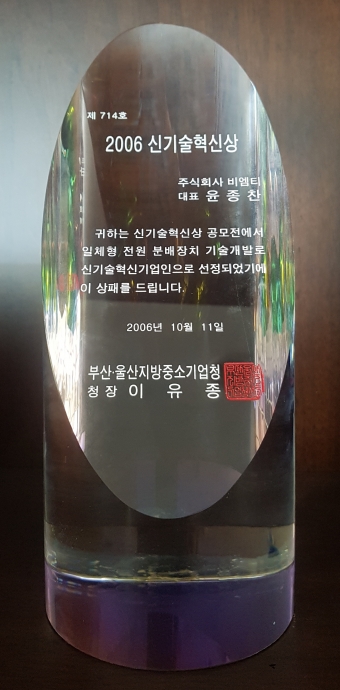 제 714호
2006 신기술혁신상
주식회사 비엠티
대표 윤종찬
귀하는 신기술혁신상 공모전에서
일체형 전원 분배장치 기술개발로
신기술혁신기업인으로 선정되었기에
이 상패를 드립니다.
2006년 10월 11일
부산·울산지방중소기업청
청장 이유종